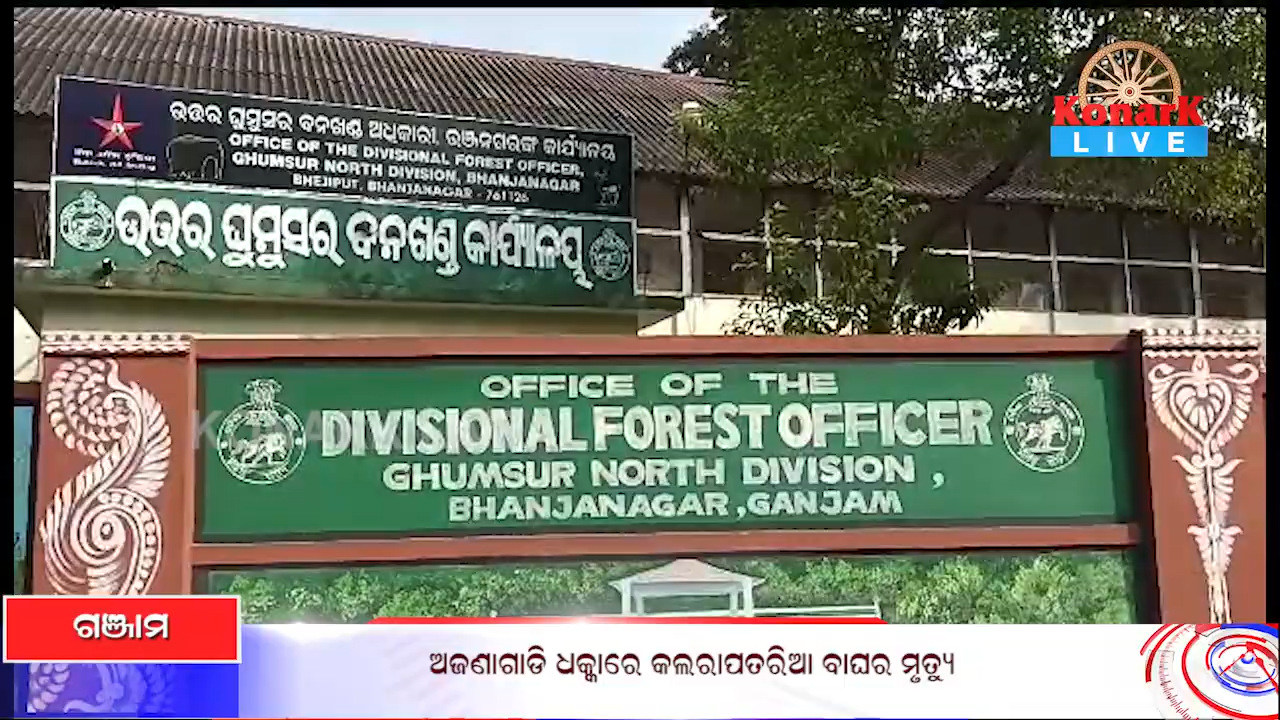 Konark
LIVE
ଉତ୍ତର ଘୁମୁସର ବନଖଣ୍ଡ ଅଧିକାରୀ, ଭଞ୍ଜନଗରଙ୍କ କାର୍ଯ୍ୟାଳୟ
OFFICE OF THE DIVISIONAL FOREST OFFICER,
GHUMSUR NORTH DIVISION, BHANJANAGAR
BHEJIPUT, BHANJANAGAR - 761126
ଉତ୍ତର ଘୁମୁସର ବନଖଣ୍ଡ କାର୍ଯ୍ୟାଳୟ
OFFICE OF THE
DIVISIONAL FOREST OFFICER
GHUMSUR NORTH DIVISION ,
BHANJANAGAR ,GANJAM
ଗଞ୍ଜାମ
ଅଜଣାଗାଡି ଧକ୍କାରେ କଲରାପତରିଆ ବାଘର ମୃତ୍ୟୁ